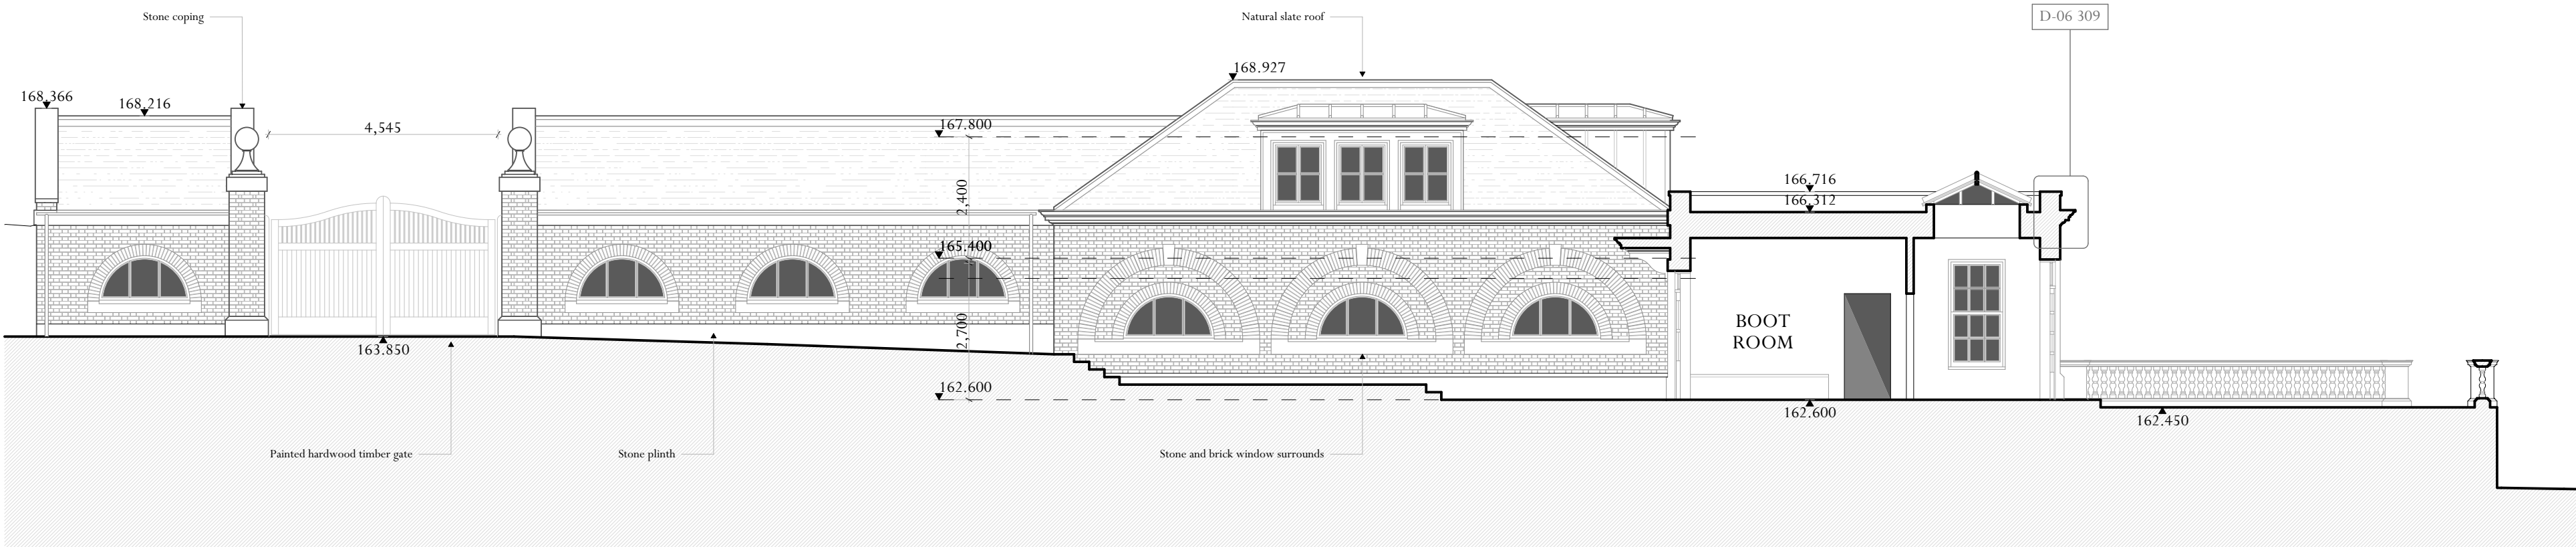 Stone coping
Natural slate roof
D-06 309
168.927
168.366
168.216
4,545
167.800
2,400
166.716
166.312
165.400
BOOT
ROOM
2,700
163.850
162.600
162.600
162.450
Painted hardwood timber gate
Stone plinth
Stone and brick window surrounds